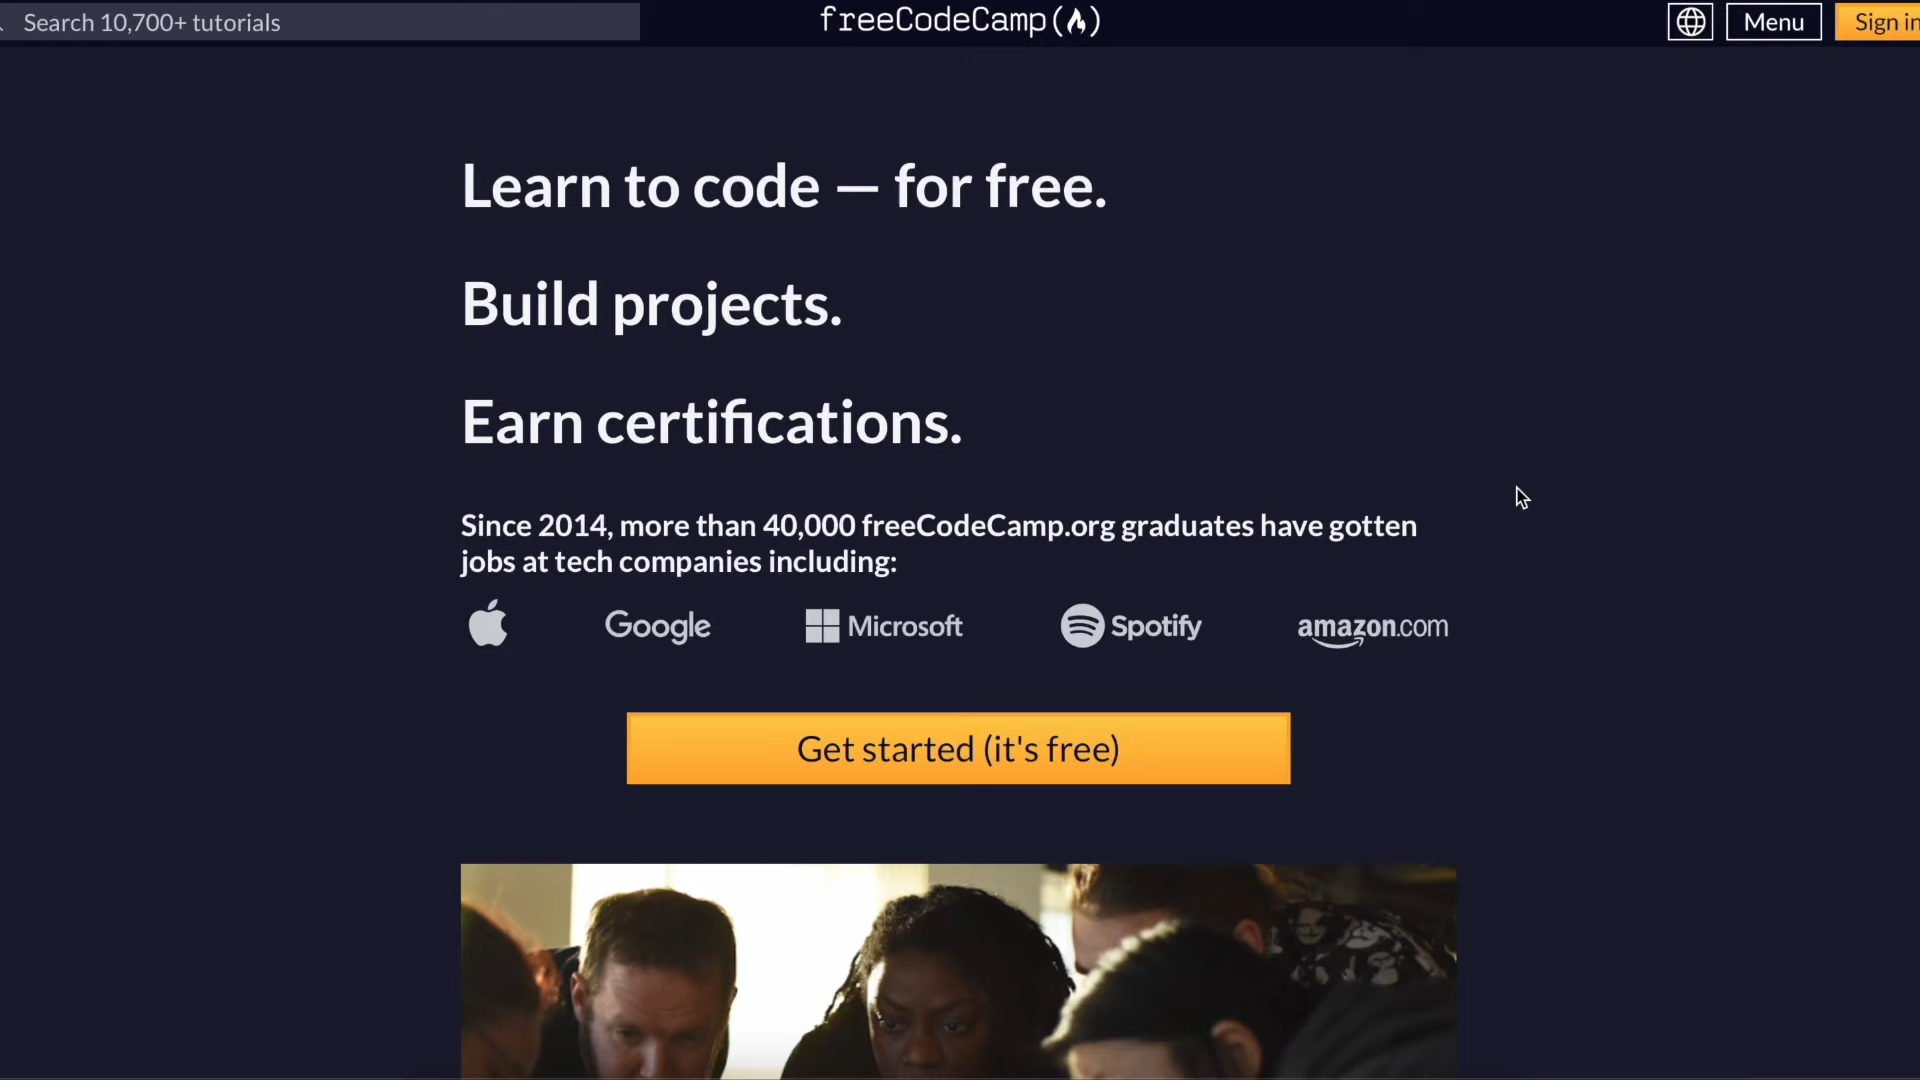 Search 10,700+ tutorials
freeCodeCamp(🔥)
Menu
Sign in
Learn to code — for free.
Build projects.
Earn certifications.
Since 2014, more than 40,000 freeCodeCamp.org graduates have gotten
jobs at tech companies including:
Google
Microsoft
Spotify
amazon.com
Get started (it's free)